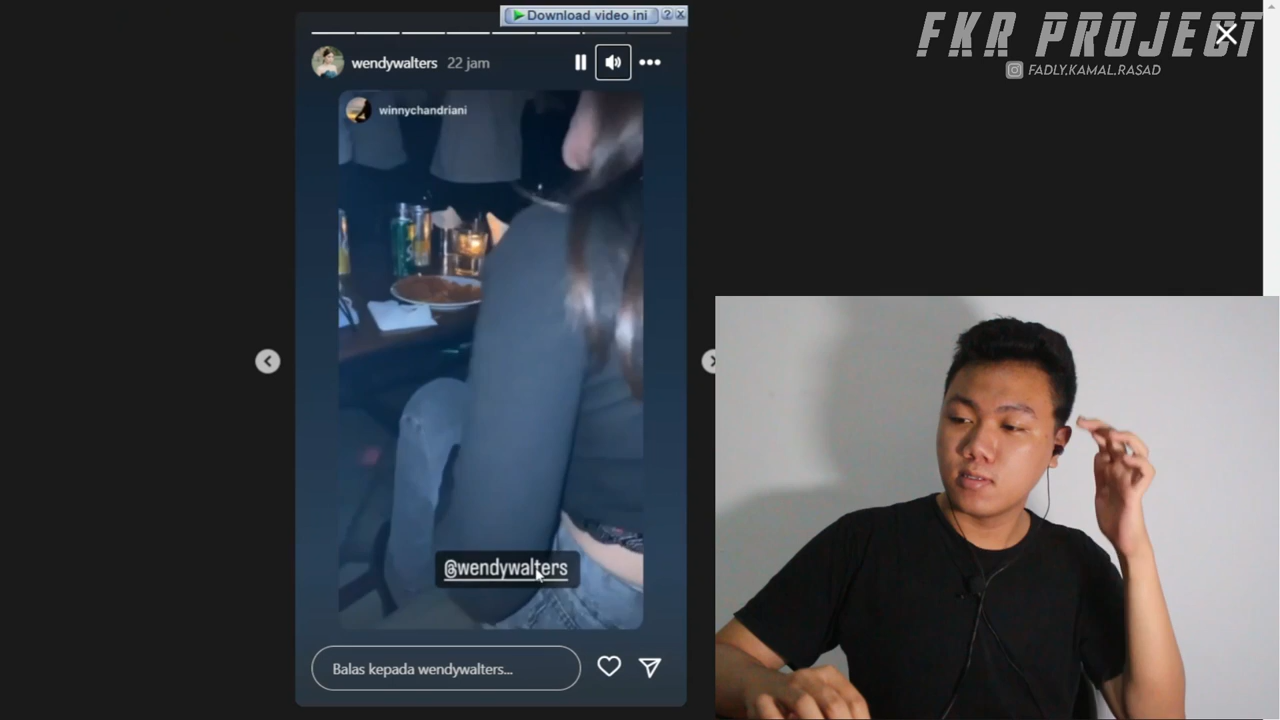 Download video ini
FKR PROJECT
FADLY.KAMAL.RASAD
wendywalters 22 jam
winnychandriani
@wendywalters
Balas kepada wendywalters...